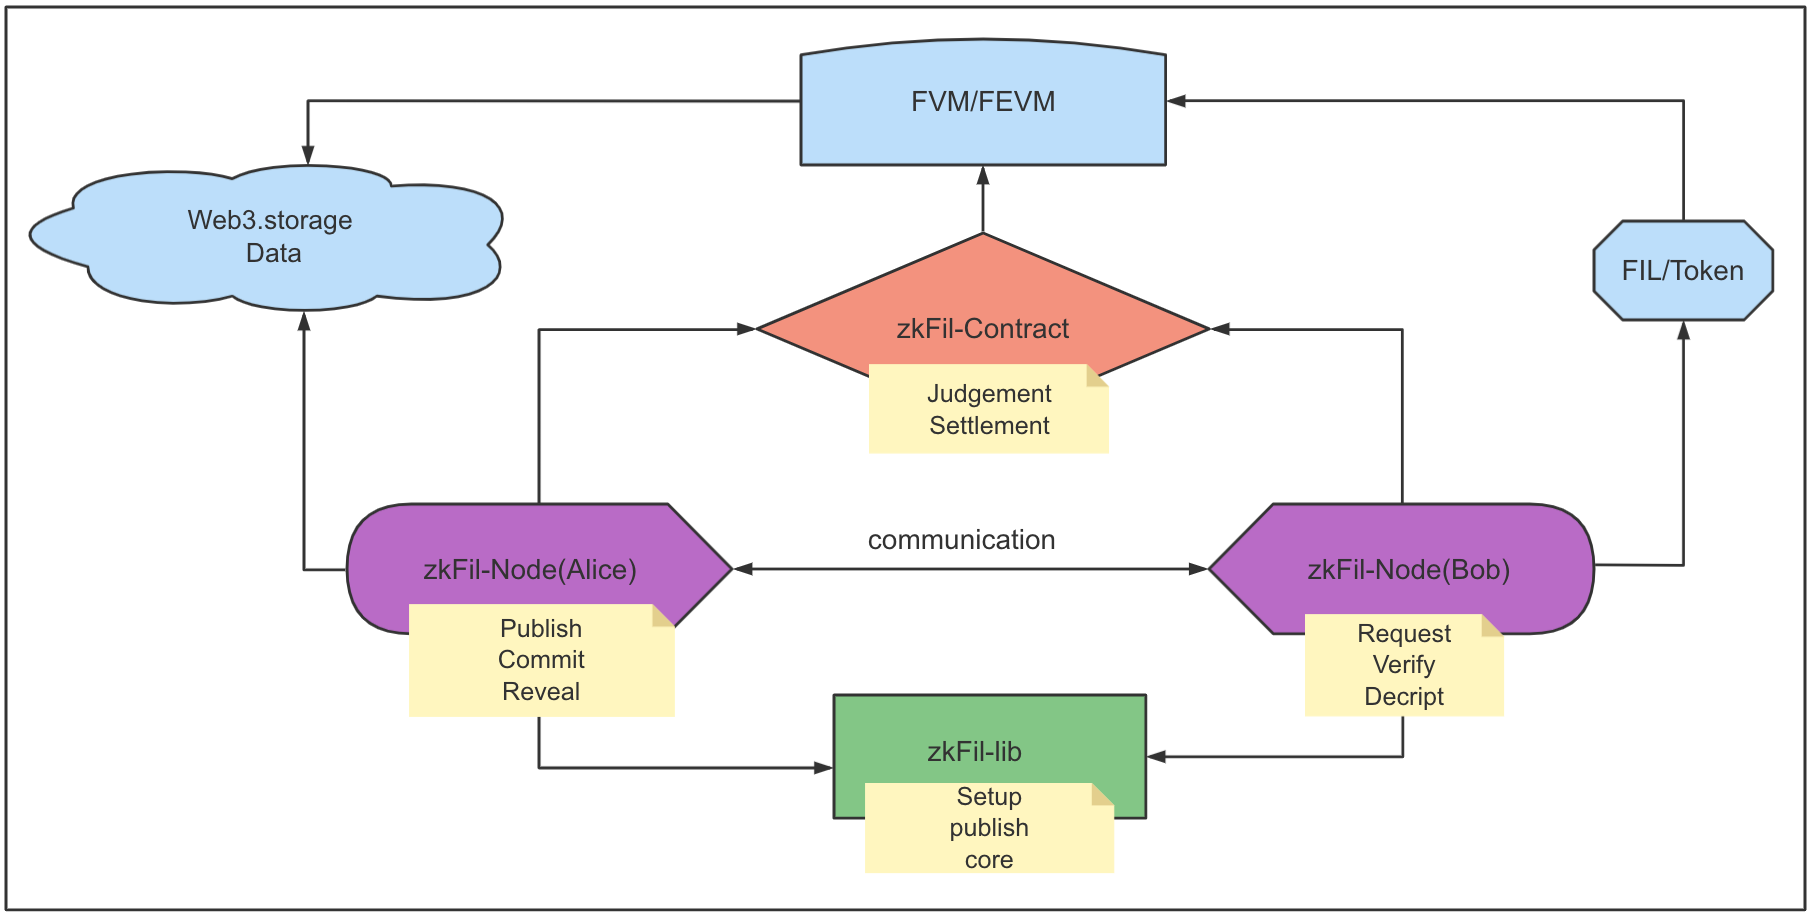 FVM/FEVM
Web3.storage
Data
FIL/Token
zkFil-Contract
Judgement
Settlement
communication
zkFil-Node(Alice)
Publish
Commit
Reveal
zkFil-Node(Bob)
Request
Verify
Decript
zkFil-lib
Setup
publish
core